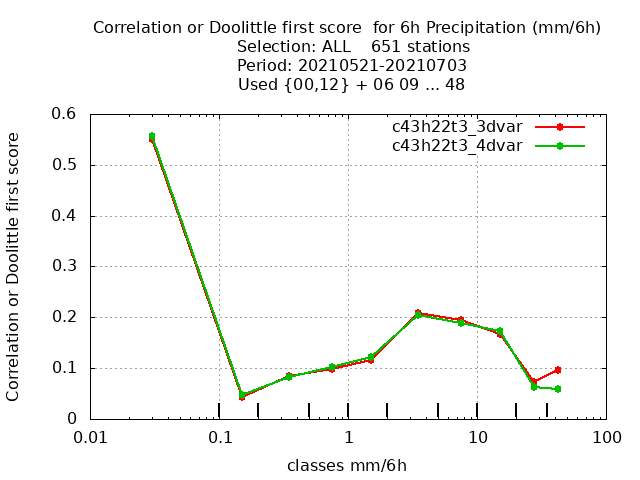 Correlation or Doolittle first score  for 6h Precipitation (mm/6h)
Selection: ALL    651 stations
Period: 20210521-20210703
Used {00,12} + 06 09 ... 48
c43h22t3_3dvar
c43h22t3_4dvar
Correlation or Doolittle first score
0.6
0.5
0.4
0.3
0.2
0.1
0
0.01
0.1
1
10
100
classes mm/6h